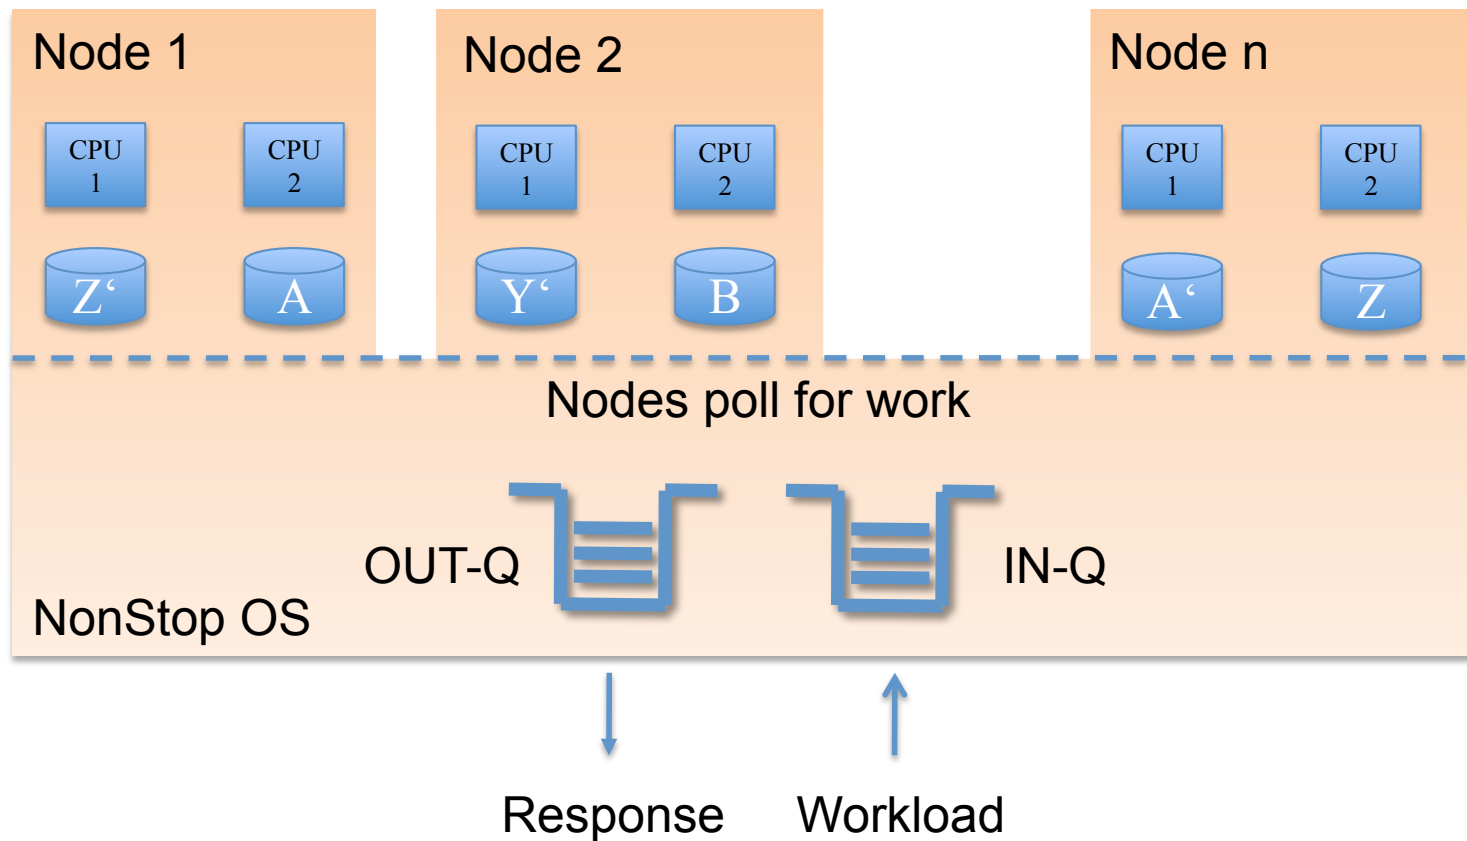 Node 1
Node 2
Node n
CPU
1
CPU
2
CPU
1
CPU
2
CPU
1
CPU
2
Z‘
A
Y‘
B
A‘
Z
Nodes poll for work
OUT-Q
IN-Q
NonStop OS
Response
Workload